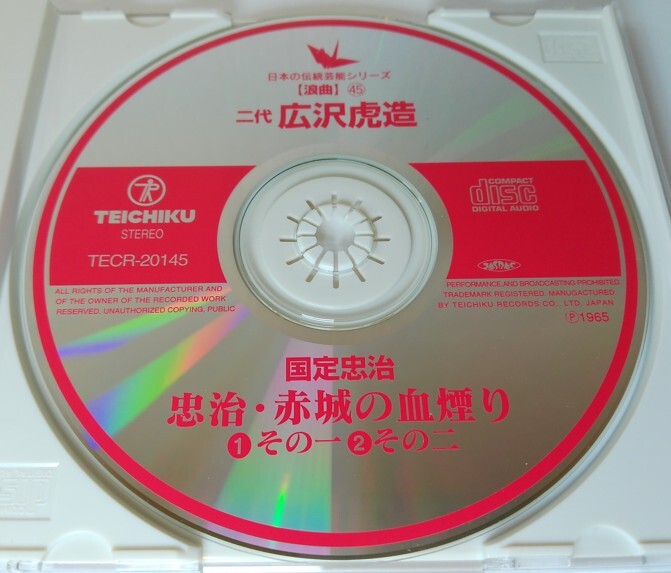 日本の伝統芸能シリーズ
【浪曲】㊺
二代 広沢虎造
TEICHIKU
STEREO
TECR-20145
COMPACT
disc
DIGITAL AUDIO
JASRAC
ALL RIGHTS OF THE MANUFACTURER AND
OF THE OWNER OF THE RECORDED WORK
RESERVED. UNAUTHORIZED COPYING, PUBLIC
PERFORMANCE AND BROADCASTING PROHIBITED.
TRADEMARK REGISTERED. MANUFACTURED
BY TEICHIKU RECORDS CO., LTD. JAPAN
Ⓟ1965
国定忠治
忠治・赤城の血煙り
❶その一❷その二